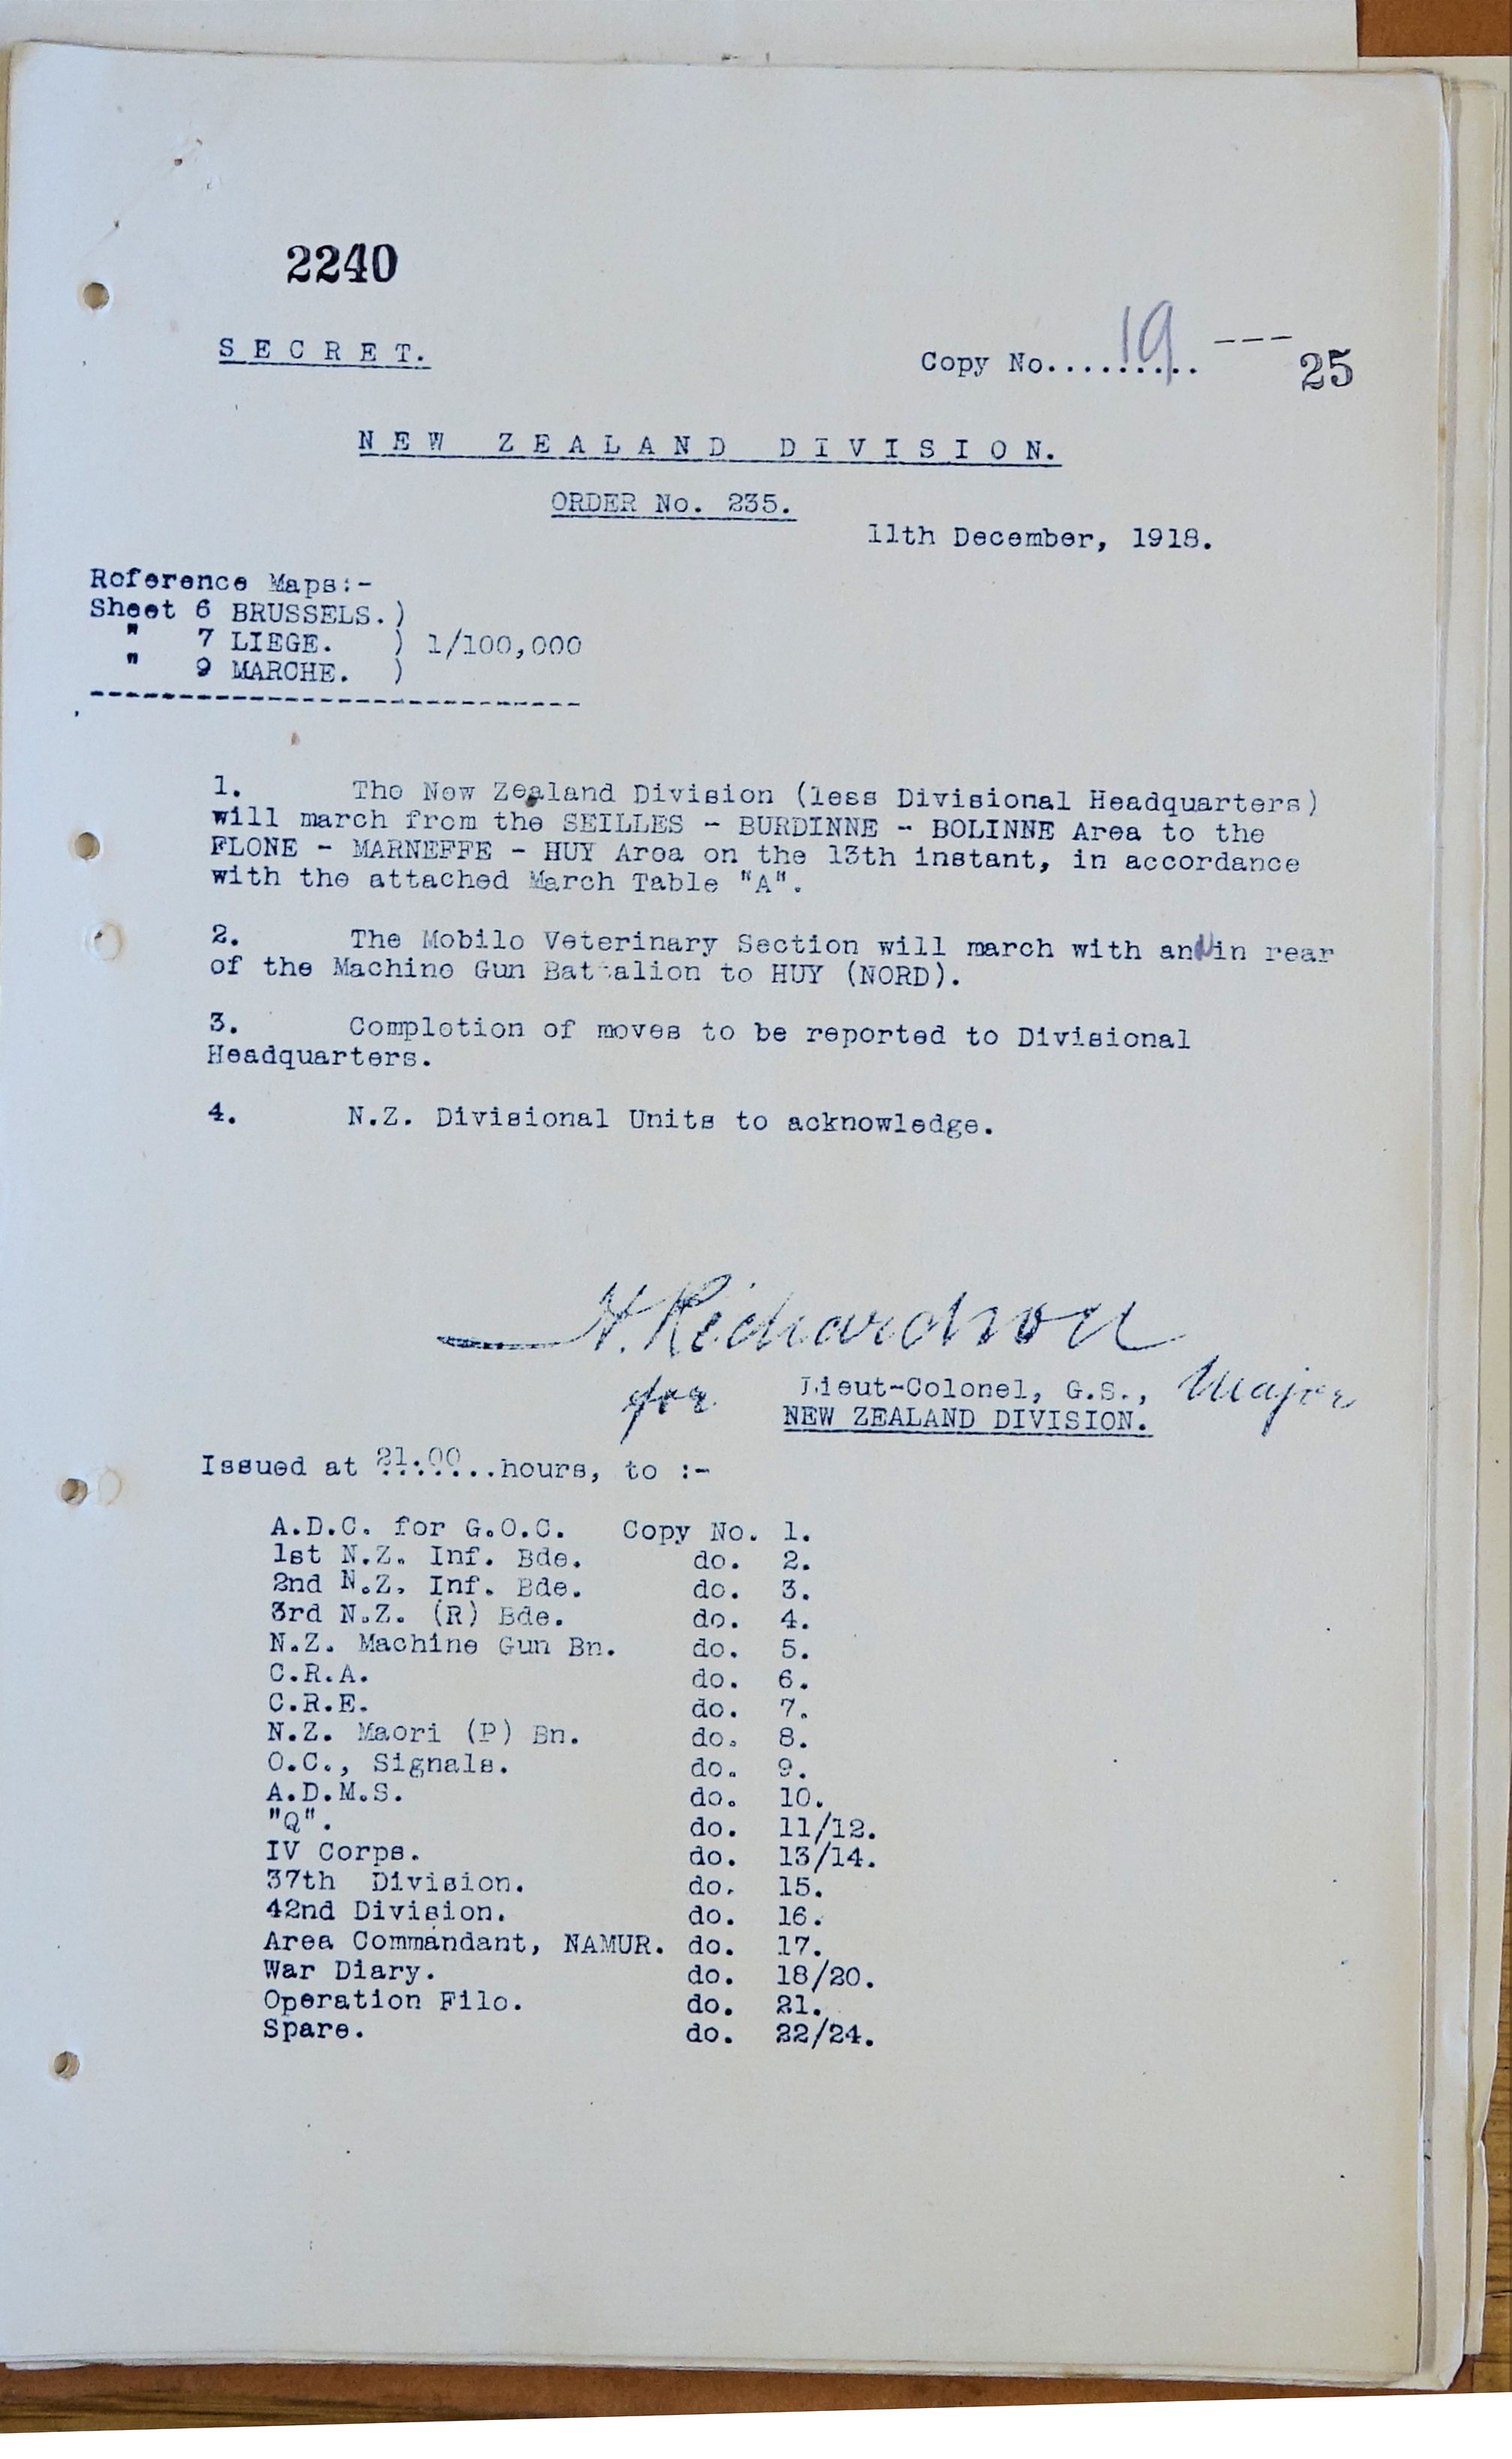 2240
SECRET.
Copy No.......... 19
25
NEW ZEALAND DIVISION.
ORDER No. 235.
11th December, 1918.
Reference Maps:-
Sheet 6 BRUSSELS.)
" 7 LIEGE. ) 1/100,000
" 9 MARCHE. )
1. The New Zealand Division (less Divisional Headquarters)
will march from the SEILLES - BURDINNE - BOLINNE Area to the
FLONE - MARNEFFE - HUY Area on the 13th instant, in accordance
with the attached March Table "A".
2. The Mobile Veterinary Section will march with and in rear
of the Machine Gun Battalion to HUY (NORD).
3. Completion of moves to be reported to Divisional
Headquarters.
4. N.Z. Divisional Units to acknowledge.
H. Richardson
for Lieut-Colonel, G.S., Major
NEW ZEALAND DIVISION.
Issued at 21.00...hours, to :-
A.D.C. for G.O.C. Copy No. 1.
1st N.Z. Inf. Bde. do. 2.
2nd N.Z. Inf. Bde. do. 3.
3rd N.Z. (R) Bde. do. 4.
N.Z. Machine Gun Bn. do. 5.
C.R.A. do. 6.
C.R.E. do. 7.
N.Z. Maori (P) Bn. do. 8.
O.C., Signals. do. 9.
A.D.M.S. do. 10.
"Q". do. 11/12.
IV Corps. do. 13/14.
37th Division. do. 15.
42nd Division. do. 16.
Area Commandant, NAMUR. do. 17.
War Diary. do. 18/20.
Operation File. do. 21.
Spare. do. 22/24.